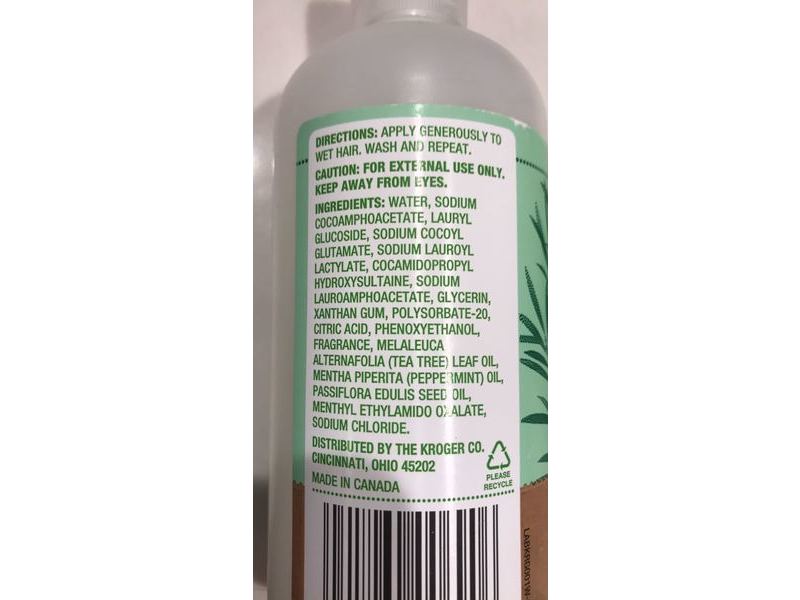 DIRECTIONS: APPLY GENEROUSLY TO
WET HAIR. WASH AND REPEAT.
CAUTION: FOR EXTERNAL USE ONLY.
KEEP AWAY FROM EYES.
INGREDIENTS: WATER, SODIUM
COCOAMPHOACETATE, LAURYL
GLUCOSIDE, SODIUM COCOYL
GLUTAMATE, SODIUM LAUROYL
LACTYLATE, COCAMIDOPROPYL
HYDROXYSULTAINE, SODIUM
LAUROAMPHOACETATE, GLYCERIN,
XANTHAN GUM, POLYSORBATE-20,
CITRIC ACID, PHENOXYETHANOL,
FRAGRANCE, MELALEUCA
ALTERNAFOLIA (TEA TREE) LEAF OIL,
MENTHA PIPERITA (PEPPERMINT) OIL,
PASSIFLORA EDULIS SEED OIL,
MENTHYL ETHYLAMIDO OXALATE,
SODIUM CHLORIDE.
DISTRIBUTED BY THE KROGER CO.
CINCINNATI, OHIO 45202
MADE IN CANADA
PLEASE
RECYCLE